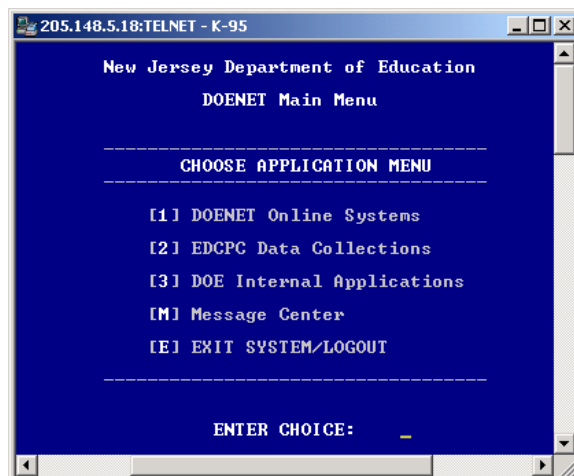 205.148.5.18:TELNET - K-95
New Jersey Department of Education
DOENET Main Menu
CHOOSE APPLICATION MENU
[1] DOENET Online Systems
[2] EDCPC Data Collections
[3] DOE Internal Applications
[M] Message Center
[E] EXIT SYSTEM/LOGOUT
ENTER CHOICE: _